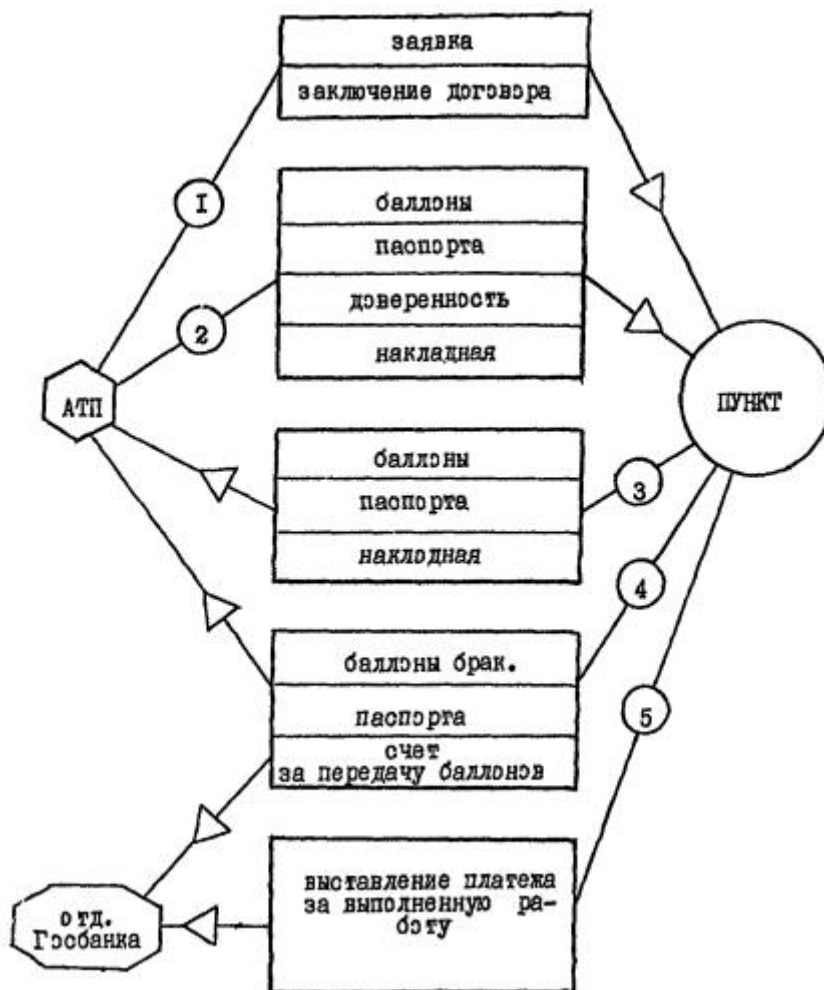 заявка
заключение договора
I
баллоны
паспорта
доверенность
накладная
2
АТП
ПУНКТ
баллоны
паспорта
наклодная
3
4
баллоны брак.
паспорта
счет
за передачу баллонов
5
выставление платежа
за выполненную ра-
боту
отд.
Госбанка